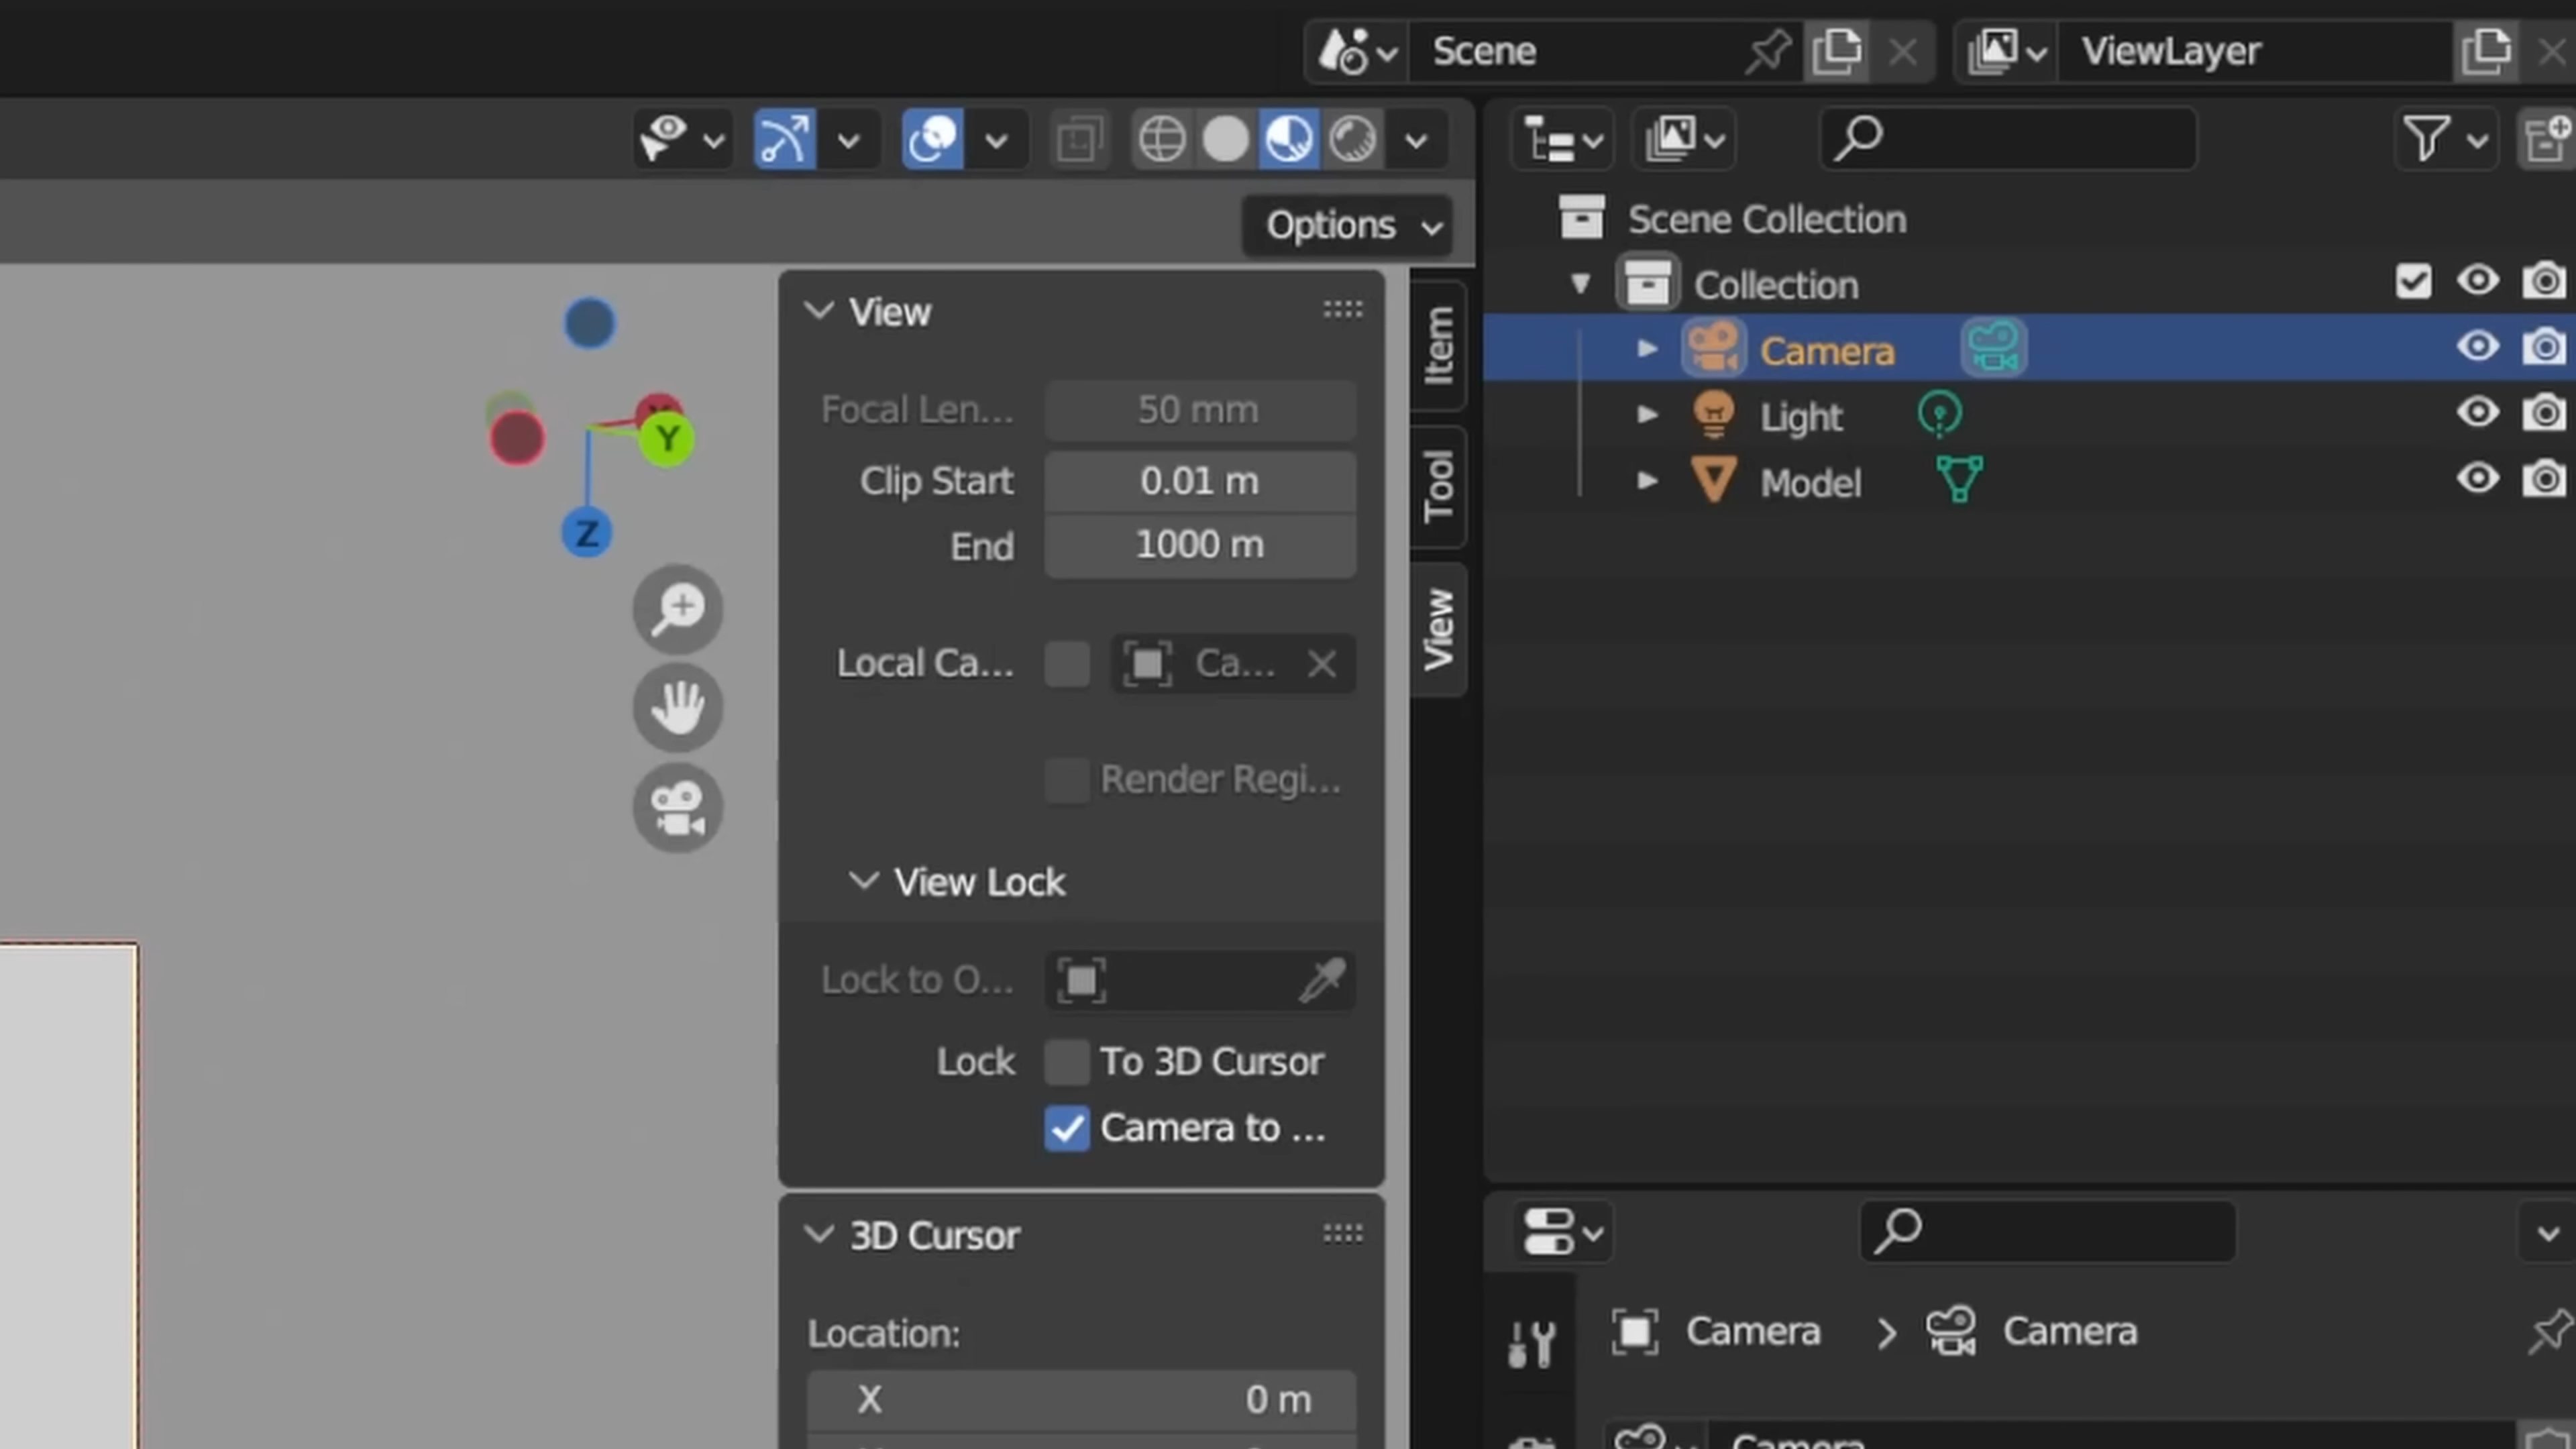 Scene
ViewLayer
Options
Scene Collection
Collection
Camera
Light
Model
View
Focal Len... 50 mm
Clip Start 0.01 m
End 1000 m
Local Ca... Ca...
Render Regi...
View Lock
Lock to O...
Lock To 3D Cursor
Camera to ...
3D Cursor
Location:
X 0 m
Item
Tool
View
Y
Z
Camera Camera
Camera